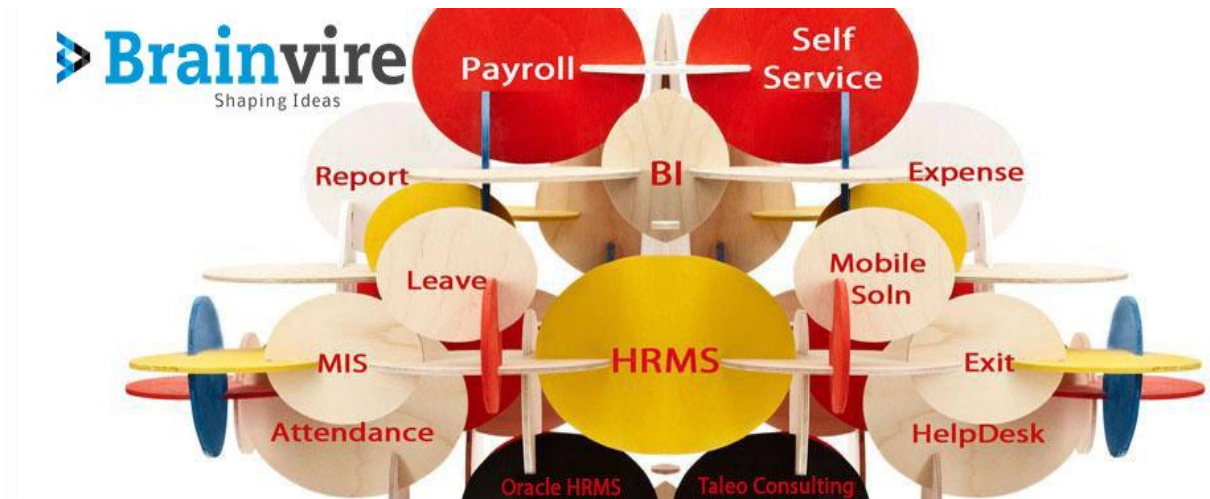 Brainvire
Shaping Ideas
Payroll
Self
Service
Report
BI
Expense
Leave
Mobile
Soln
MIS
HRMS
Exit
Attendance
HelpDesk
Oracle HRMS
Taleo Consulting